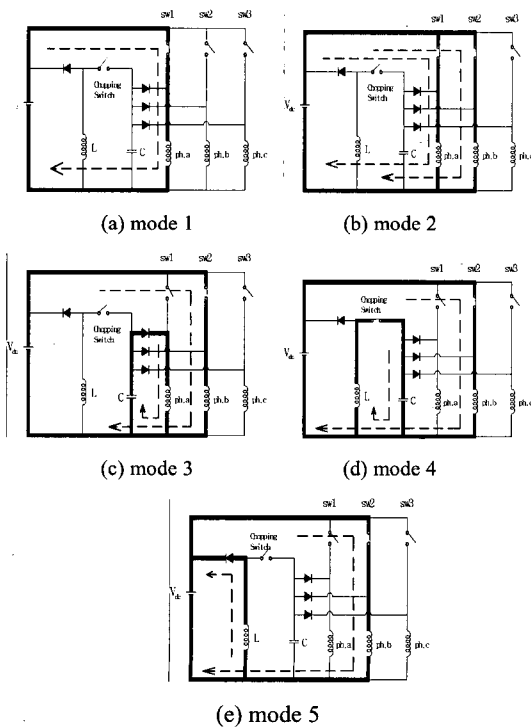 sw1 sw2 sw3
Chopping
Switch
Vdc
L
C
ph,a
ph,b
ph,c
(a) mode 1
sw1 sw2 sw3
Chopping
Switch
Vdc
L
C
ph,a
ph,b
ph,c
(b) mode 2
sw1 sw2 sw3
Chopping
Switch
Vdc
L
C
ph,a
ph,b
ph,c
(c) mode 3
sw1 sw2 sw3
Chopping
Switch
Vdc
L
C
ph,a
ph,b
ph,c
(d) mode 4
sw1 sw2 sw3
Chopping
Switch
Vdc
L
C
ph,a
ph,b
ph,c
(e) mode 5